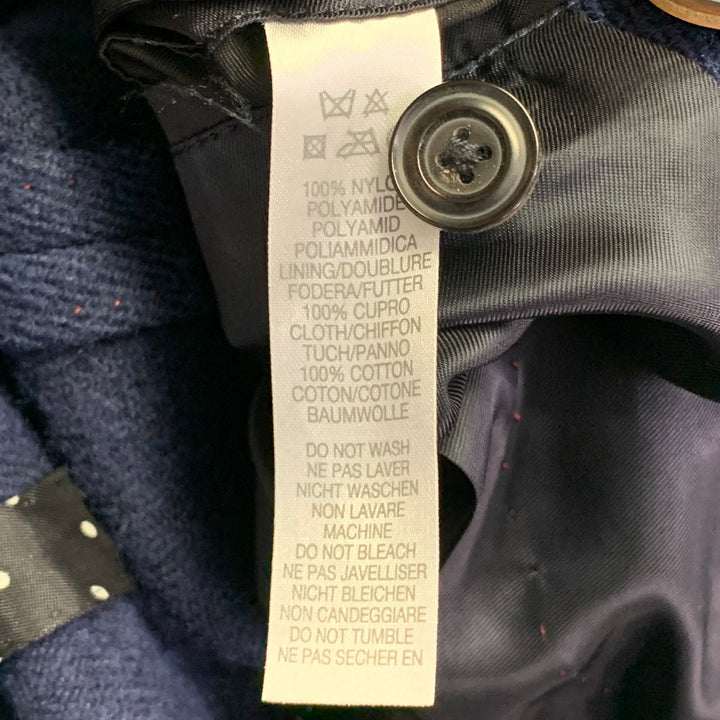 100% NYLO
POLYAMIDE
POLYAMID
POLIAMMIDICA
LINING/DOUBLURE
FODERA/FUTTER
100% CUPRO
CLOTH/CHIFFON
TUCH/PANNO
100% COTTON
COTON/COTONE
BAUMWOLLE
DO NOT WASH
NE PAS LAVER
NICHT WASCHEN
NON LAVARE
MACHINE
DO NOT BLEACH
NE PAS JAVELLISER
NICHT BLEICHEN
NON CANDEGGIARE
DO NOT TUMBLE
NE PAS SECHER EN